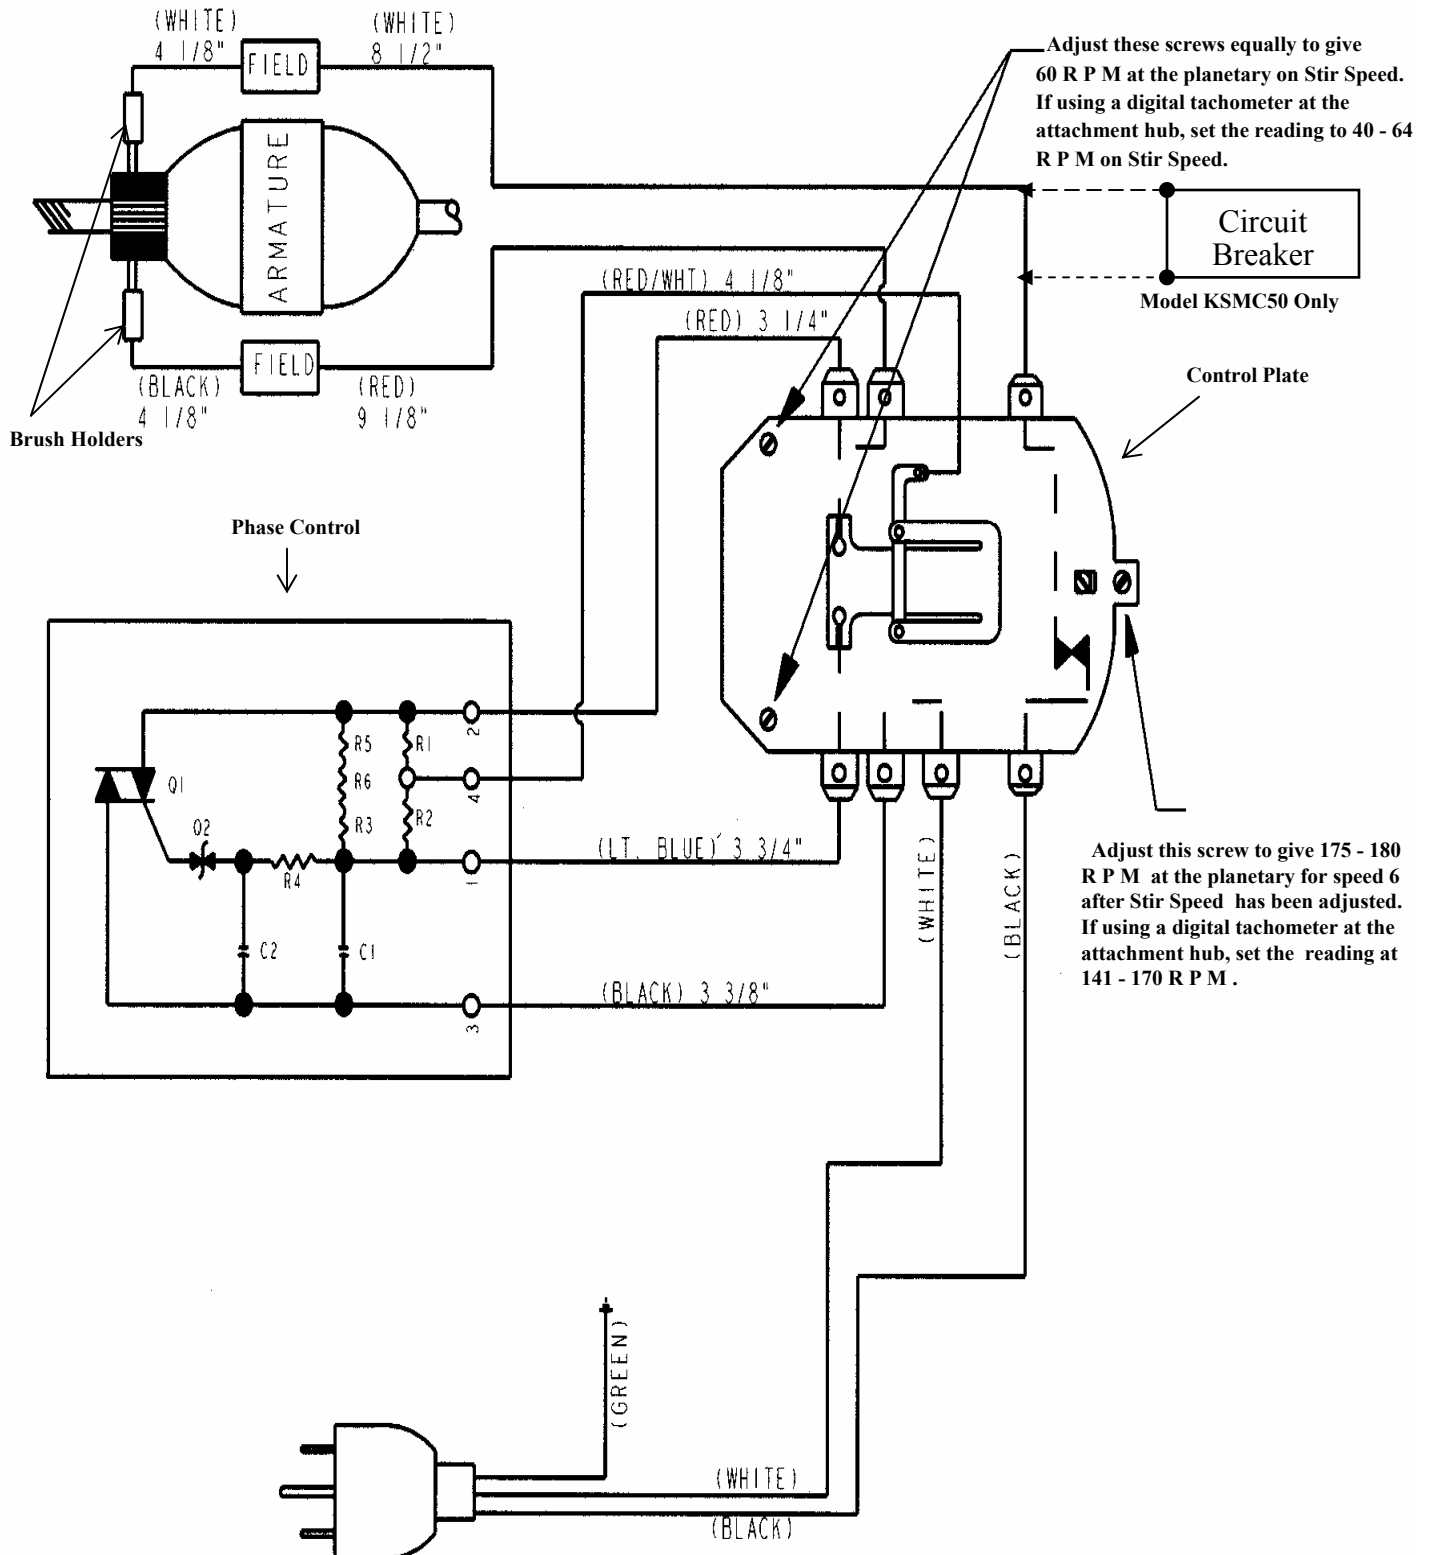 (WHITE)
4 1/8"
(WHITE)
8 1/2"
FIELD
ARMATURE
FIELD
(BLACK)
4 1/8"
(RED)
9 1/8"
Brush Holders
Adjust these screws equally to give
60 R P M at the planetary on Stir Speed.
If using a digital tachometer at the
attachment hub, set the reading to 40 - 64
R P M on Stir Speed.
Circuit
Breaker
Model KSMC50 Only
(RED/WHT) 4 1/8"
(RED) 3 1/4"
Control Plate
Phase Control
R5
R1
2
Q1
R6
4
R3
R2
Q2
R4
1
(LT. BLUE) 3 3/4"
C2
C1
(BLACK) 3 3/8"
3
(WHITE)
(BLACK)
Adjust this screw to give 175 - 180
R P M at the planetary for speed 6
after Stir Speed has been adjusted.
If using a digital tachometer at the
attachment hub, set the reading at
141 - 170 R P M .
(GREEN)
(WHITE)
(BLACK)